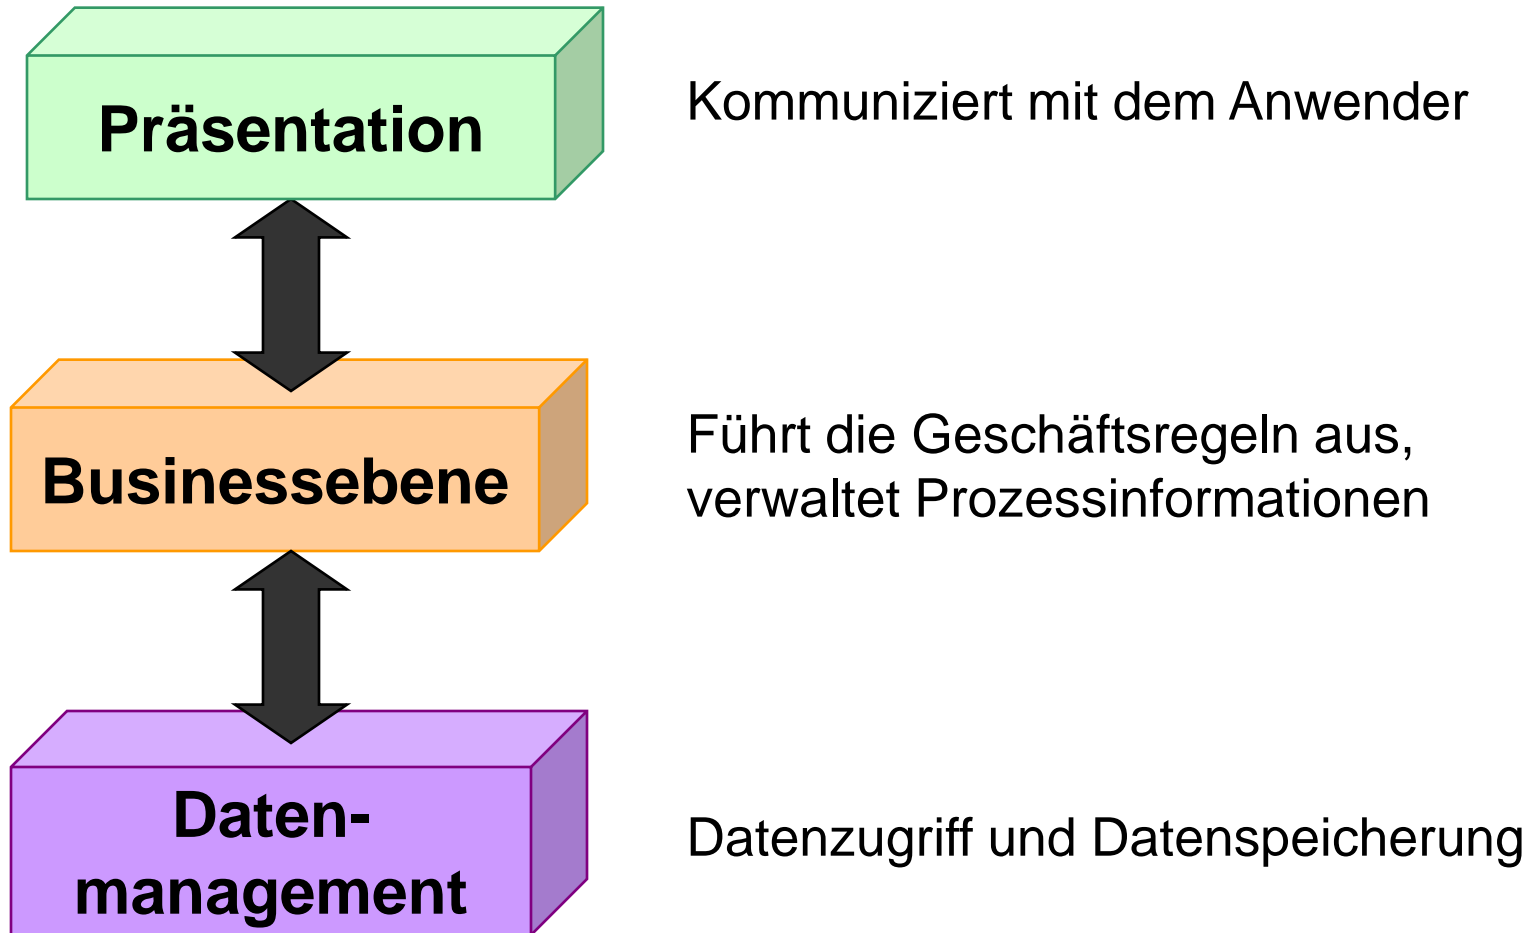 Präsentation
Kommuniziert mit dem Anwender
Businessebene
Führt die Geschäftsregeln aus,
verwaltet Prozessinformationen
Daten-
management
Datenzugriff und Datenspeicherung